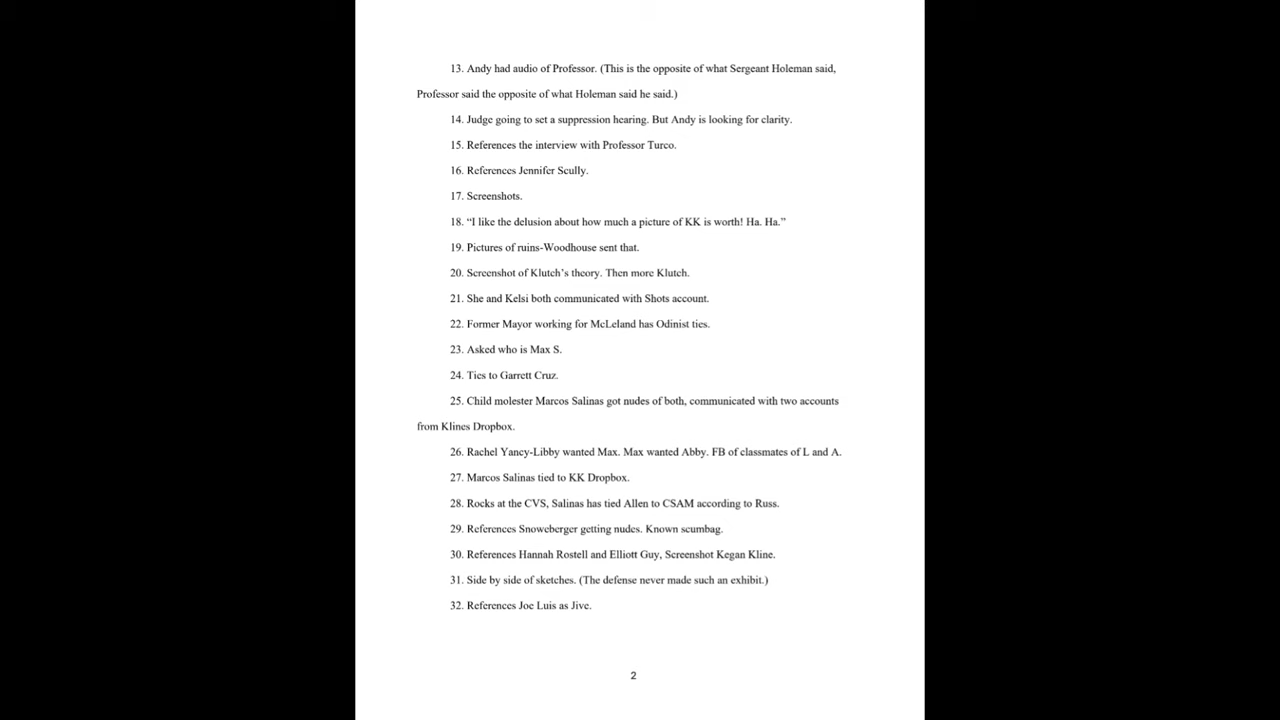 13. Andy had audio of Professor. (This is the opposite of what Sergeant Holeman said,
Professor said the opposite of what Holeman said he said.)
14. Judge going to set a suppression hearing. But Andy is looking for clarity.
15. References the interview with Professor Turco.
16. References Jennifer Scully.
17. Screenshots.
18. “I like the delusion about how much a picture of KK is worth! Ha. Ha.”
19. Pictures of ruins-Woodhouse sent that.
20. Screenshot of Klutch’s theory. Then more Klutch.
21. She and Kelsi both communicated with Shots account.
22. Former Mayor working for McLeland has Odinist ties.
23. Asked who is Max S.
24. Ties to Garrett Cruz.
25. Child molester Marcos Salinas got nudes of both, communicated with two accounts
from Klines Dropbox.
26. Rachel Yancy-Libby wanted Max. Max wanted Abby. FB of classmates of L and A.
27. Marcos Salinas tied to KK Dropbox.
28. Rocks at the CVS, Salinas has tied Allen to CSAM according to Russ.
29. References Snoweberger getting nudes. Known scumbag.
30. References Hannah Rostell and Elliott Guy, Screenshot Kegan Kline.
31. Side by side of sketches. (The defense never made such an exhibit.)
32. References Joe Luis as Jive.
2